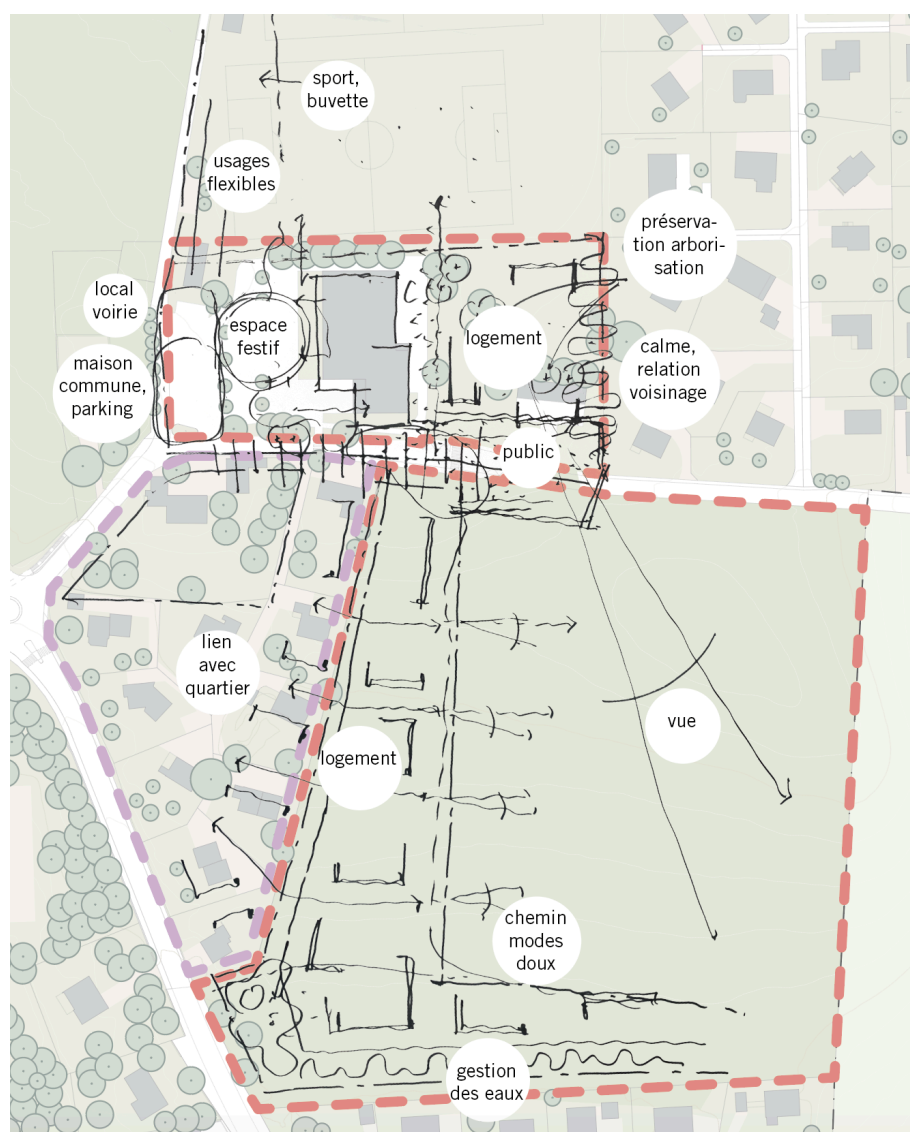 sport,
buvette
usages
flexibles
préserva-
tion arbori-
sation
local
voirie
espace
festif
logement
maison
commune,
parking
calme,
relation
voisinage
public
lien
avec
quartier
vue
logement
chemin
modes
doux
gestion
des eaux